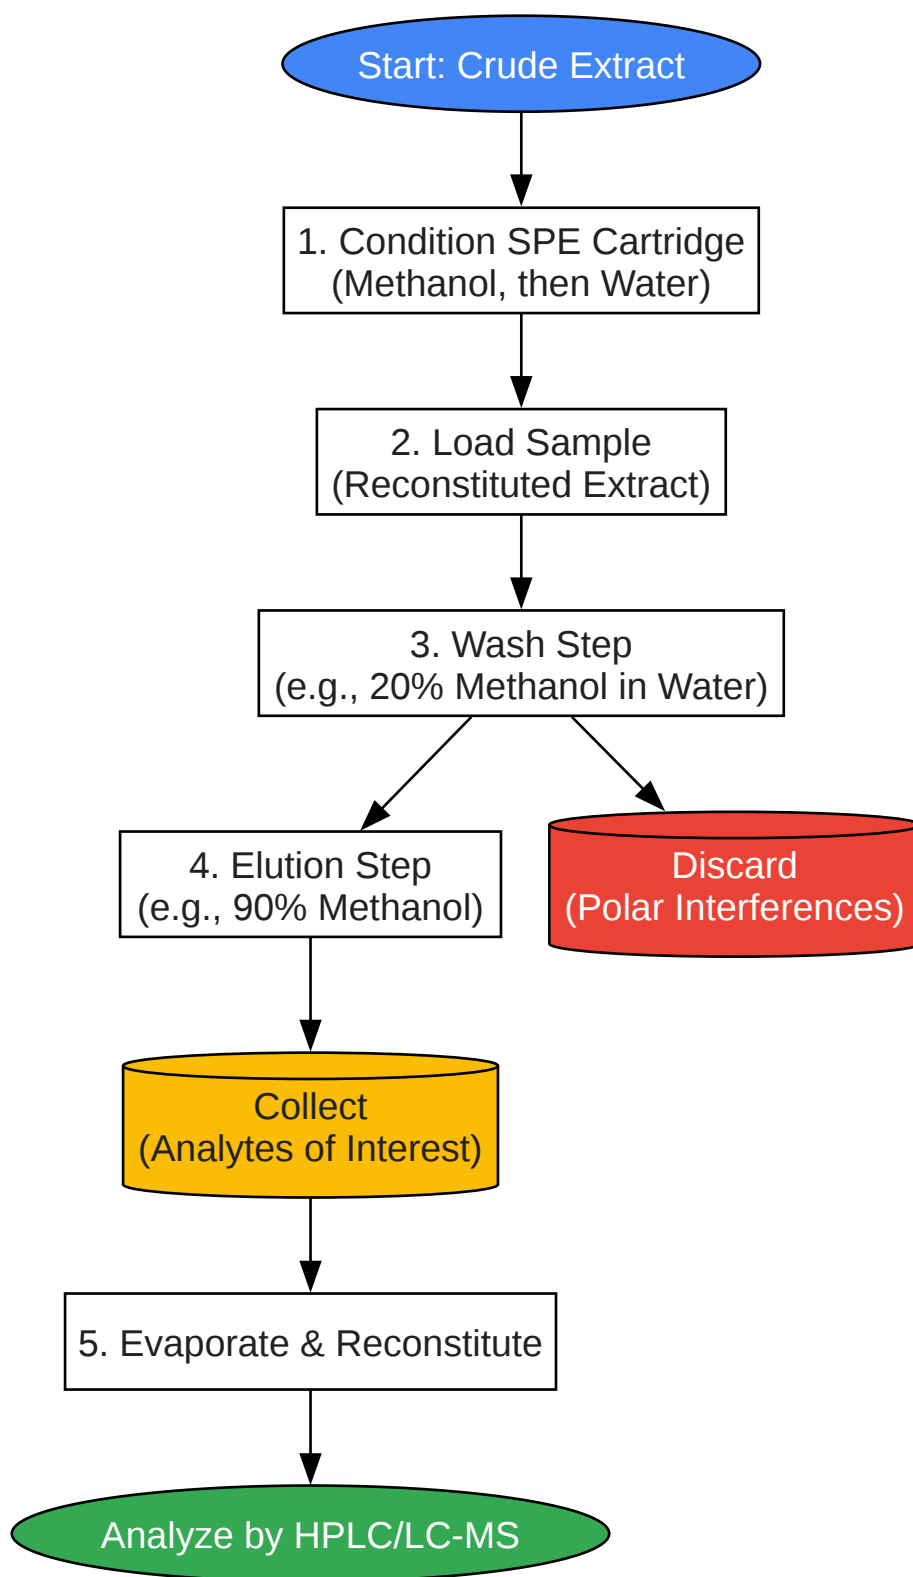 Start: Crude Extract
1. Condition SPE Cartridge
(Methanol, then Water)
2. Load Sample
(Reconstituted Extract)
3. Wash Step
(e.g., 20% Methanol in Water)
4. Elution Step
(e.g., 90% Methanol)
Discard
(Polar Interferences)
Collect
(Analytes of Interest)
5. Evaporate & Reconstitute
Analyze by HPLC/LC-MS